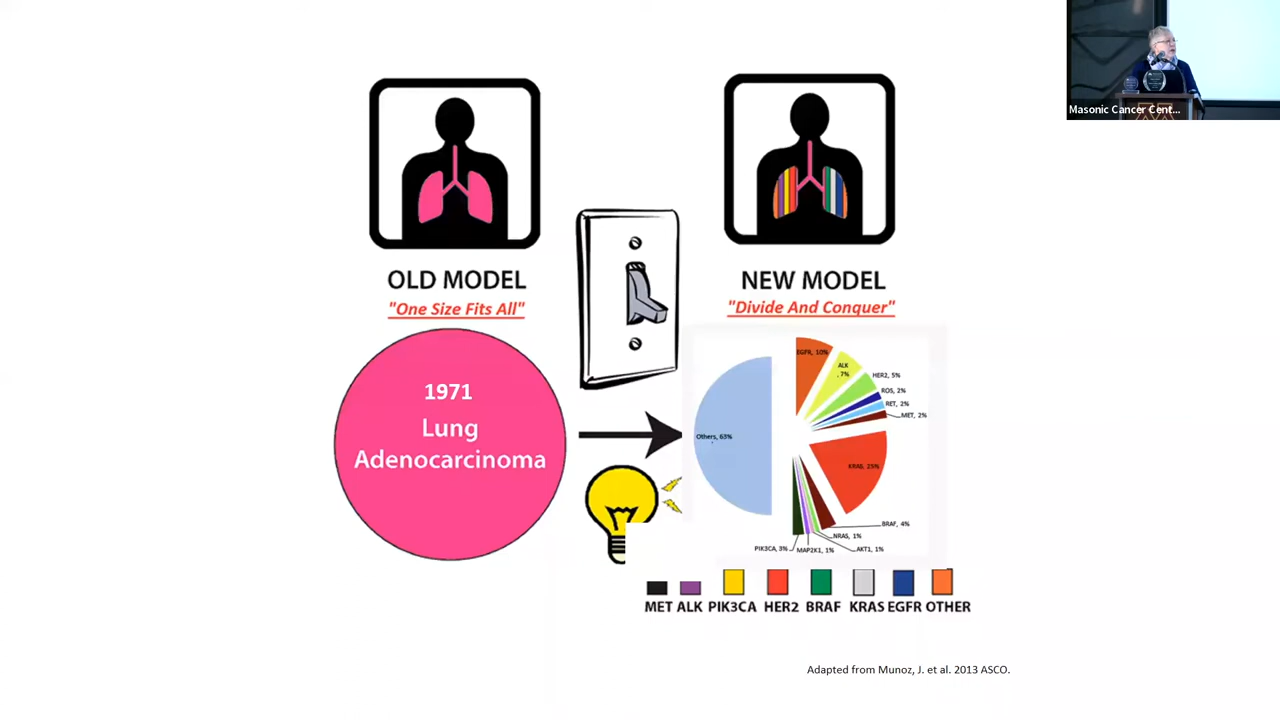 Masonic Cancer Cent...
OLD MODEL
"One Size Fits All"
1971
Lung
Adenocarcinoma
NEW MODEL
"Divide And Conquer"
EGFR, 10%
ALK
, 7%
HER2, 5%
ROS, 2%
RET, 2%
MET, 2%
Others, 63%
KRAS, 25%
BRAF, 4%
NRAS, 1%
AKT1, 1%
MAP2K1, 1%
PIK3CA, 3%
MET ALK PIK3CA HER2 BRAF KRAS EGFR OTHER
Adapted from Munoz, J. et al. 2013 ASCO.